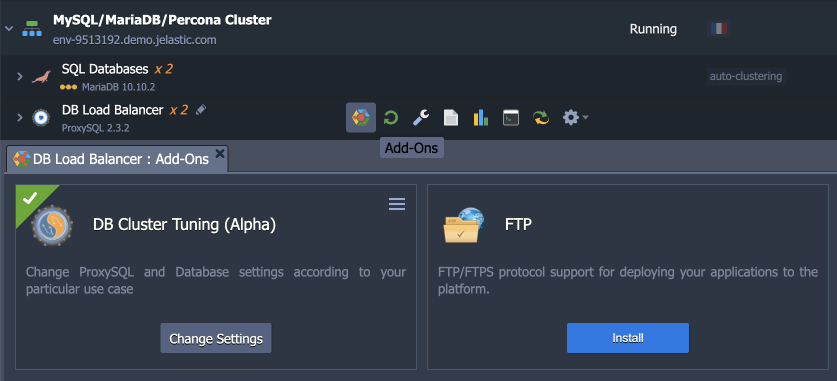 MySQL/MariaDB/Percona Cluster
env-9513192.demo.jelastic.com
Running
SQL Databases x 2
MariaDB 10.10.2
auto-clustering
DB Load Balancer x 2
ProxySQL 2.3.2
Add-Ons
DB Load Balancer : Add-Ons
DB Cluster Tuning (Alpha)
Change ProxySQL and Database settings according to your
particular use case
Change Settings
FTP
FTP/FTPS protocol support for deploying your applications to the
platform.
Install